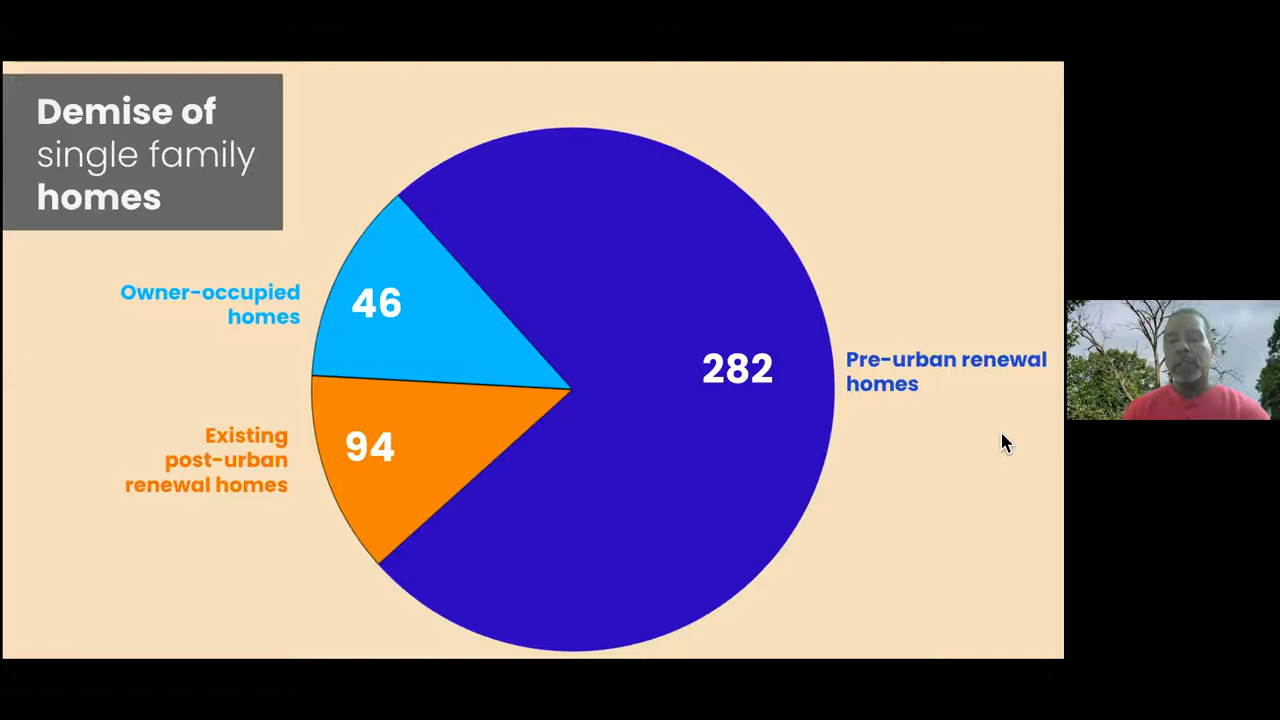 Demise of
single family
homes
Owner-occupied
homes
46
282
Pre-urban renewal
homes
Existing
post-urban
renewal homes
94